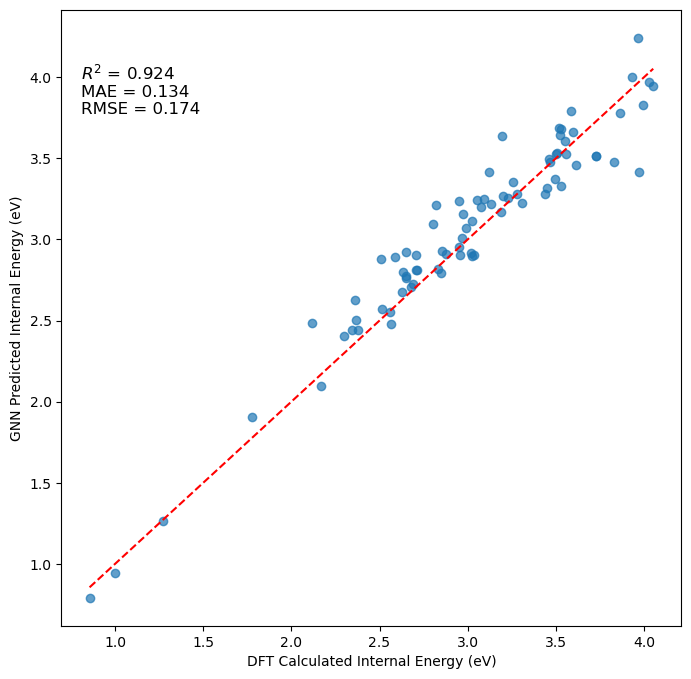 R² = 0.924
MAE = 0.134
RMSE = 0.174
4.0
3.5
3.0
2.5
2.0
1.5
1.0
GNN Predicted Internal Energy (eV)
1.0 1.5 2.0 2.5 3.0 3.5 4.0
DFT Calculated Internal Energy (eV)